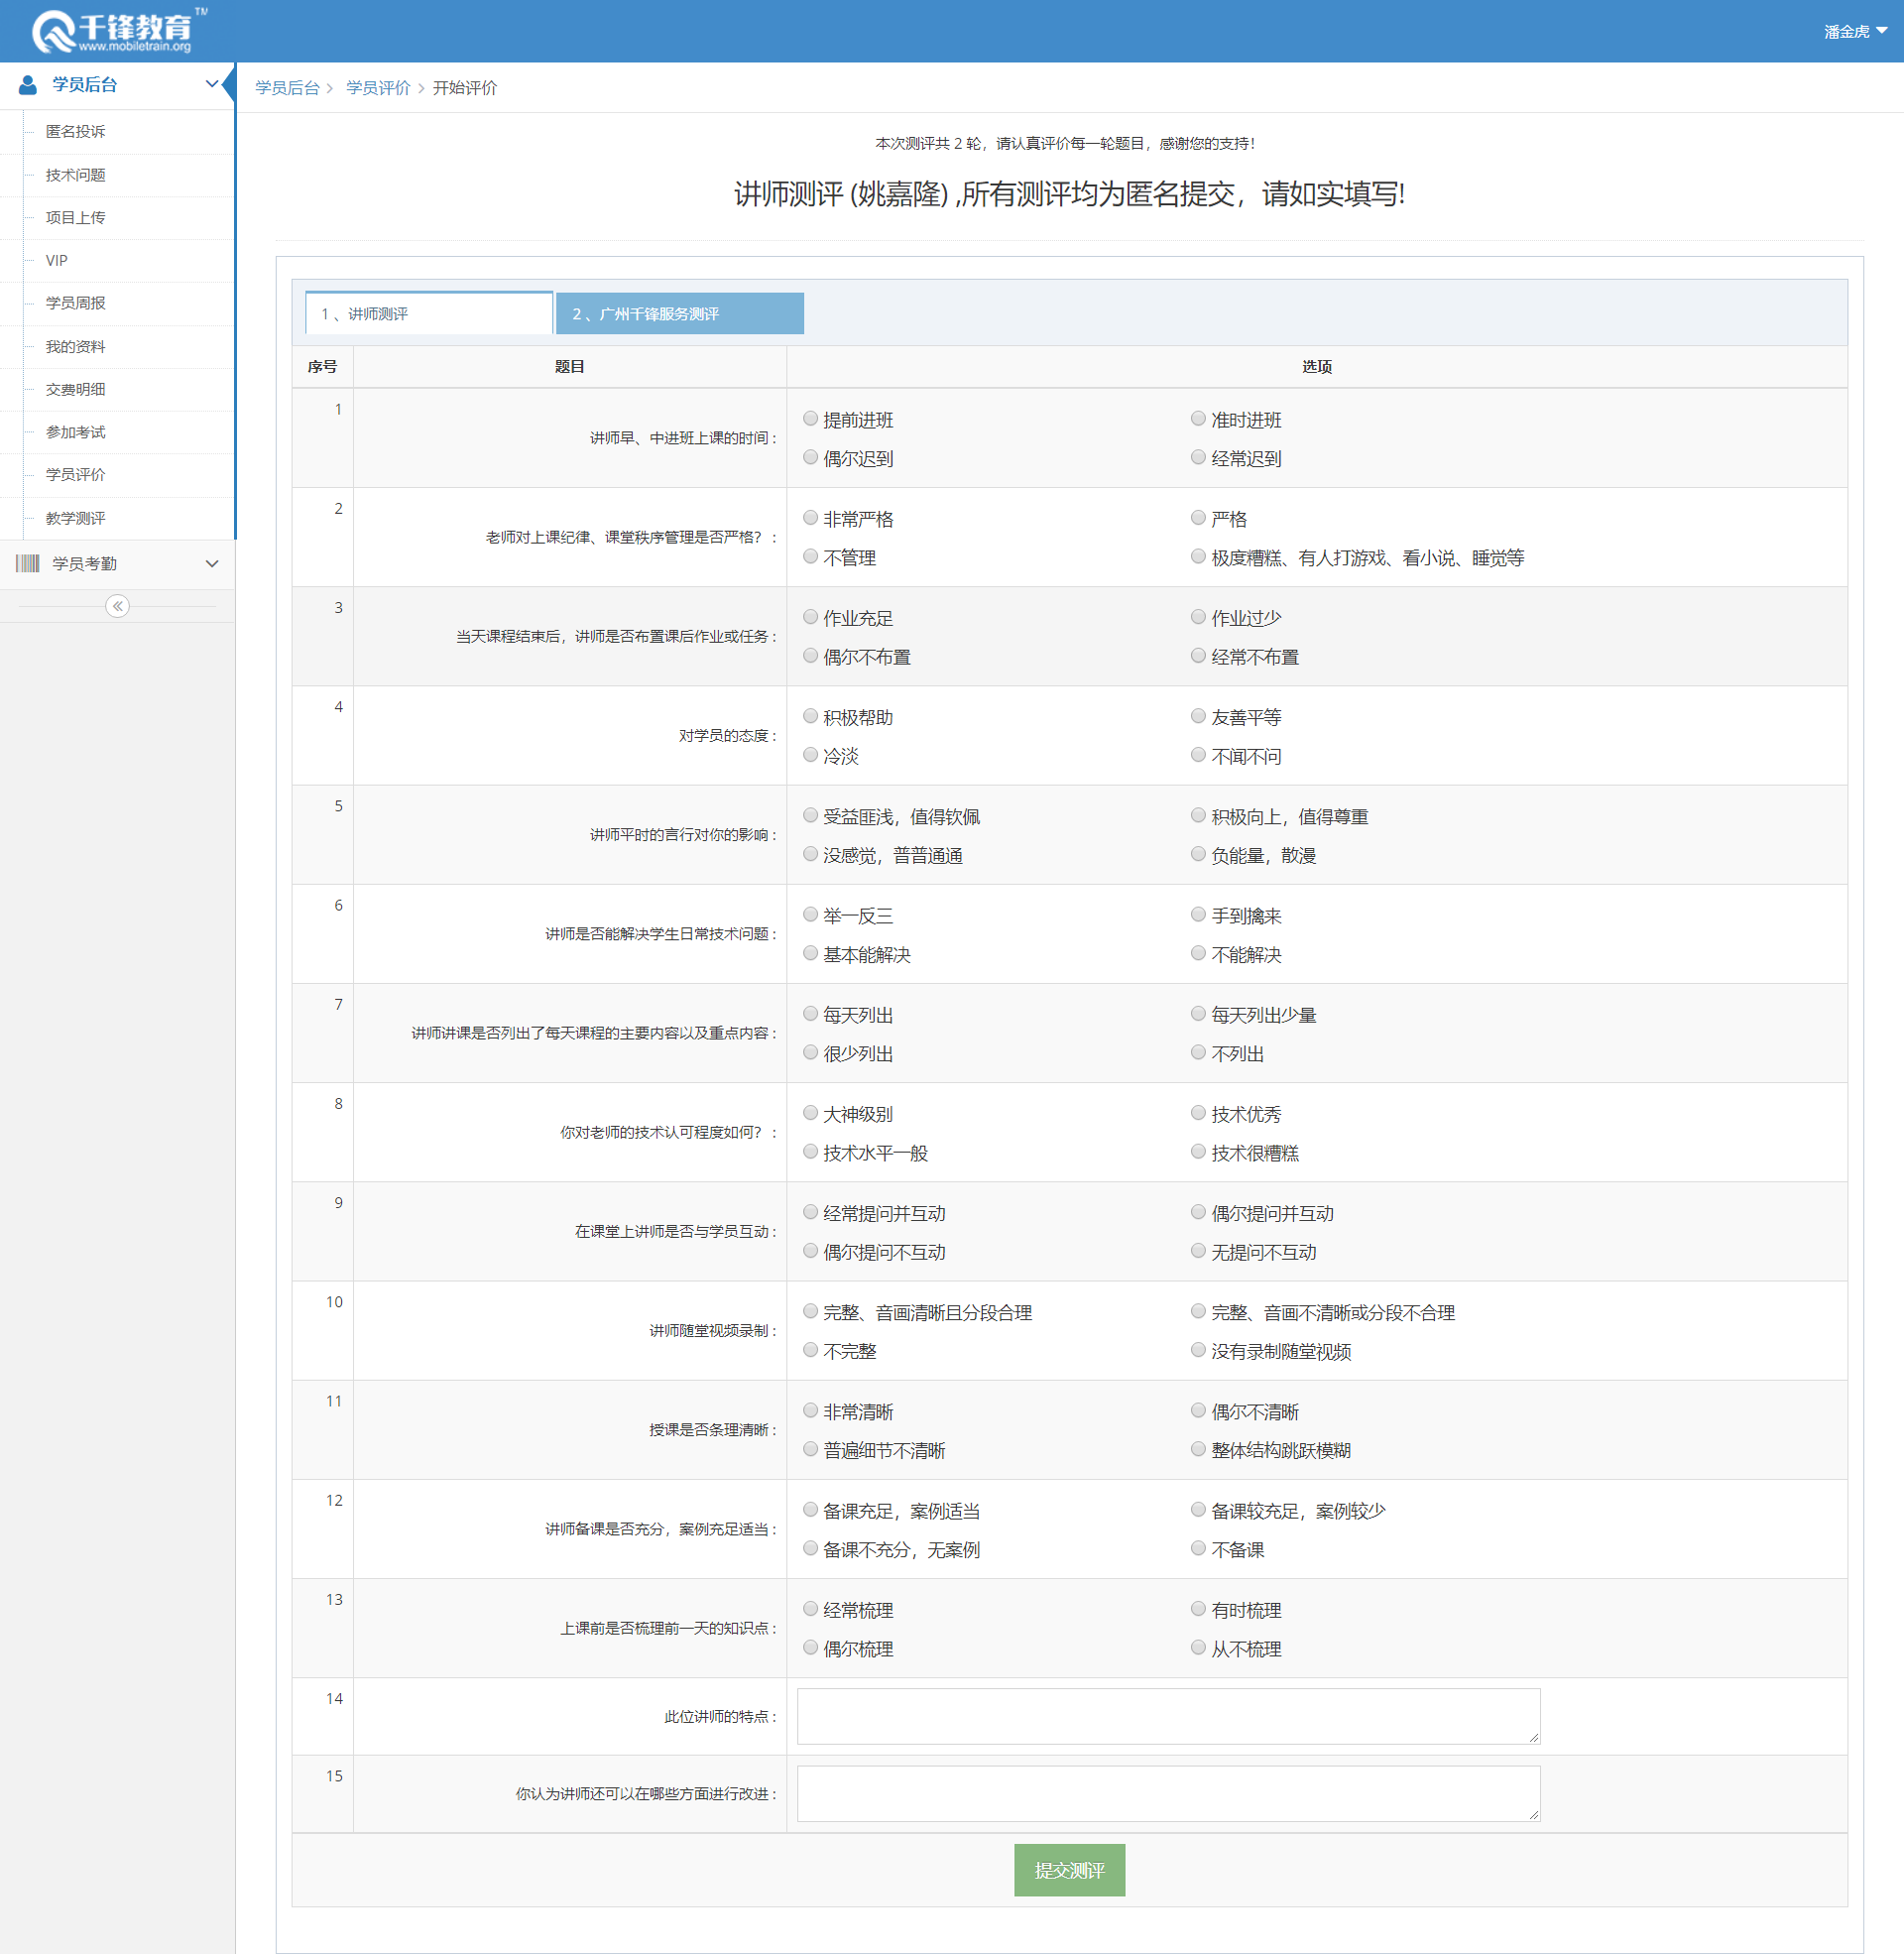 千锋教育 TM
www.mobiletrain.org
潘金虎
学员后台
匿名投诉
技术问题
项目上传
VIP
学员周报
我的资料
交费明细
参加考试
学员评价
教学测评
学员考勤
学员后台 学员评价 开始评价
本次测评共 2 轮，请认真评价每一轮题目，感谢您的支持！
讲师测评 (姚嘉隆) ,所有测评均为匿名提交，请如实填写!
1 、讲师测评 2 、广州千锋服务测评
序号 题目 选项
1 讲师早、中进班上课的时间 :
提前进班 准时进班
偶尔迟到 经常迟到
2 老师对上课纪律、课堂秩序管理是否严格？ :
非常严格 严格
不管理 极度糟糕、有人打游戏、看小说、睡觉等
3 当天课程结束后，讲师是否布置课后作业或任务 :
作业充足 作业过少
偶尔不布置 经常不布置
4 对学员的态度 :
积极帮助 友善平等
冷淡 不闻不问
5 讲师平时的言行对你的影响 :
受益匪浅，值得钦佩 积极向上，值得尊重
没感觉，普普通通 负能量，散漫
6 讲师是否能解决学生日常技术问题 :
举一反三 手到擒来
基本能解决 不能解决
7 讲师讲课是否列出了每天课程的主要内容以及重点内容 :
每天列出 每天列出少量
很少列出 不列出
8 你对老师的技术认可程度如何？ :
大神级别 技术优秀
技术水平一般 技术很糟糕
9 在课堂上讲师是否与学员互动 :
经常提问并互动 偶尔提问并互动
偶尔提问不互动 无提问不互动
10 讲师随堂视频录制 :
完整、音画清晰且分段合理 完整、音画不清晰或分段不合理
不完整 没有录制随堂视频
11 授课是否条理清晰 :
非常清晰 偶尔不清晰
普遍细节不清晰 整体结构跳跃模糊
12 讲师备课是否充分，案例充足适当 :
备课充足，案例适当 备课较充足，案例较少
备课不充分，无案例 不备课
13 上课前是否梳理前一天的知识点 :
经常梳理 有时梳理
偶尔梳理 从不梳理
14 此位讲师的特点 :
15 你认为讲师还可以在哪些方面进行改进 :
提交测评